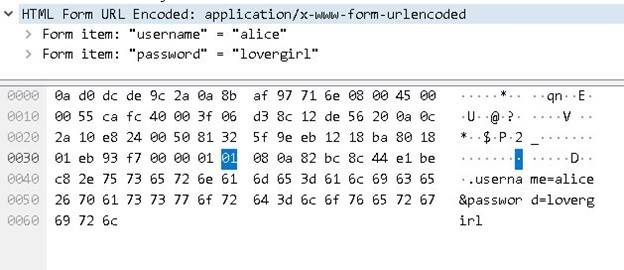 HTML Form URL Encoded: application/x-www-form-urlencoded
Form item: "username" = "alice"
Form item: "password" = "lovergirl"
0000 0a d0 dc de 9c 2a 0a 8b af 97 71 6e 08 00 45 00 ·····*·· ··qn··E·
0010 00 55 ca fc 40 00 3f 06 d3 8c 12 de 56 20 0a 0c ·U··@·?· ····V ··
0020 2a 10 e8 24 00 50 81 32 5f 9e eb 12 18 ba 80 18 *··$·P·2 _·······
0030 01 eb 93 f7 00 00 01 01 08 0a 82 bc 8c 44 e1 be ········ ·····D··
0040 c8 2e 75 73 65 72 6e 61 6d 65 3d 61 6c 69 63 65 ·.userna me=alice
0050 26 70 61 73 73 77 6f 72 64 3d 6c 6f 76 65 72 67 &passwor d=loverg
0060 69 72 6c irl